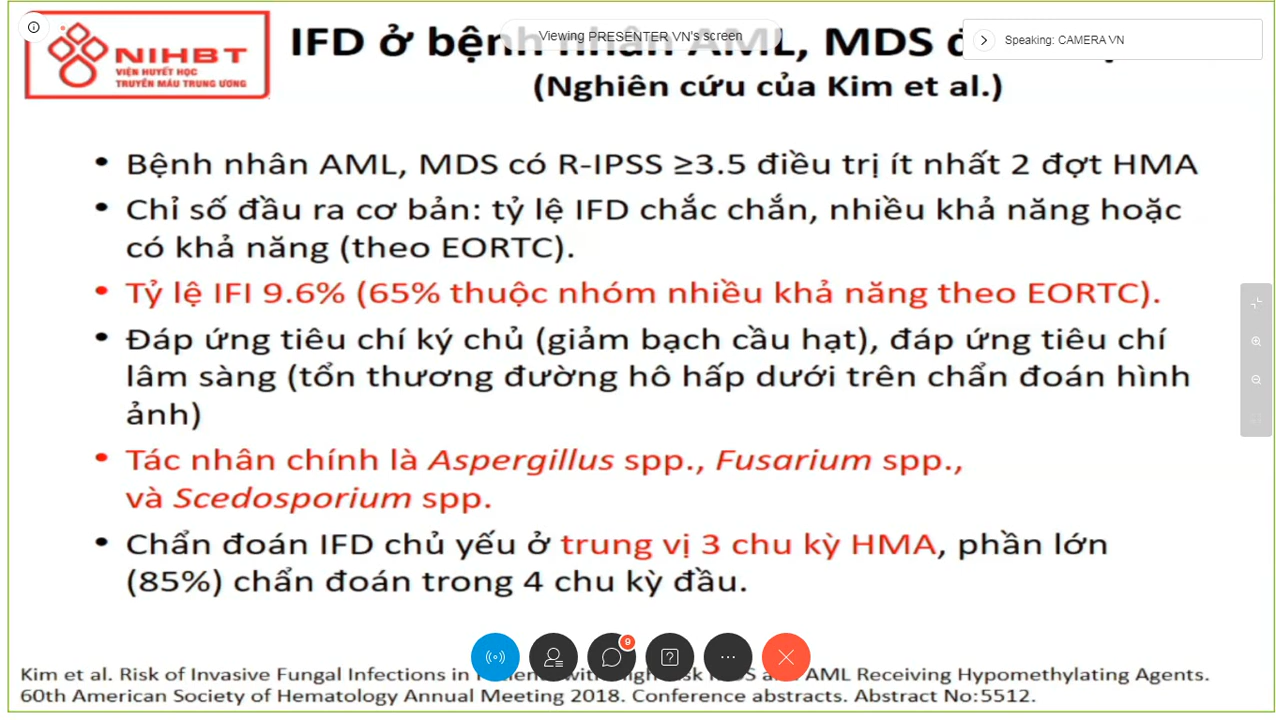 NIHBT
VIỆN HUYẾT HỌC
TRUYỀN MÁU TRUNG ƯƠNG
IFD ở bệnh nhân AML, MDS
Viewing PRESENTER VN's screen
Speaking: CAMERA VN
(Nghiên cứu của Kim et al.)
• Bệnh nhân AML, MDS có R-IPSS ≥3.5 điều trị ít nhất 2 đợt HMA
• Chỉ số đầu ra cơ bản: tỷ lệ IFD chắc chắn, nhiều khả năng hoặc
có khả năng (theo EORTC).
• Tỷ lệ IFI 9.6% (65% thuộc nhóm nhiều khả năng theo EORTC).
• Đáp ứng tiêu chí ký chủ (giảm bạch cầu hạt), đáp ứng tiêu chí
lâm sàng (tổn thương đường hô hấp dưới trên chẩn đoán hình
ảnh)
• Tác nhân chính là Aspergillus spp., Fusarium spp.,
và Scedosporium spp.
• Chẩn đoán IFD chủ yếu ở trung vị 3 chu kỳ HMA, phần lớn
(85%) chẩn đoán trong 4 chu kỳ đầu.
9
Kim et al. Risk of Invasive Fungal Infections in AML Receiving Hypomethylating Agents.
60th American Society of Hematology Annual Meeting 2018. Conference abstracts. Abstract No:5512.